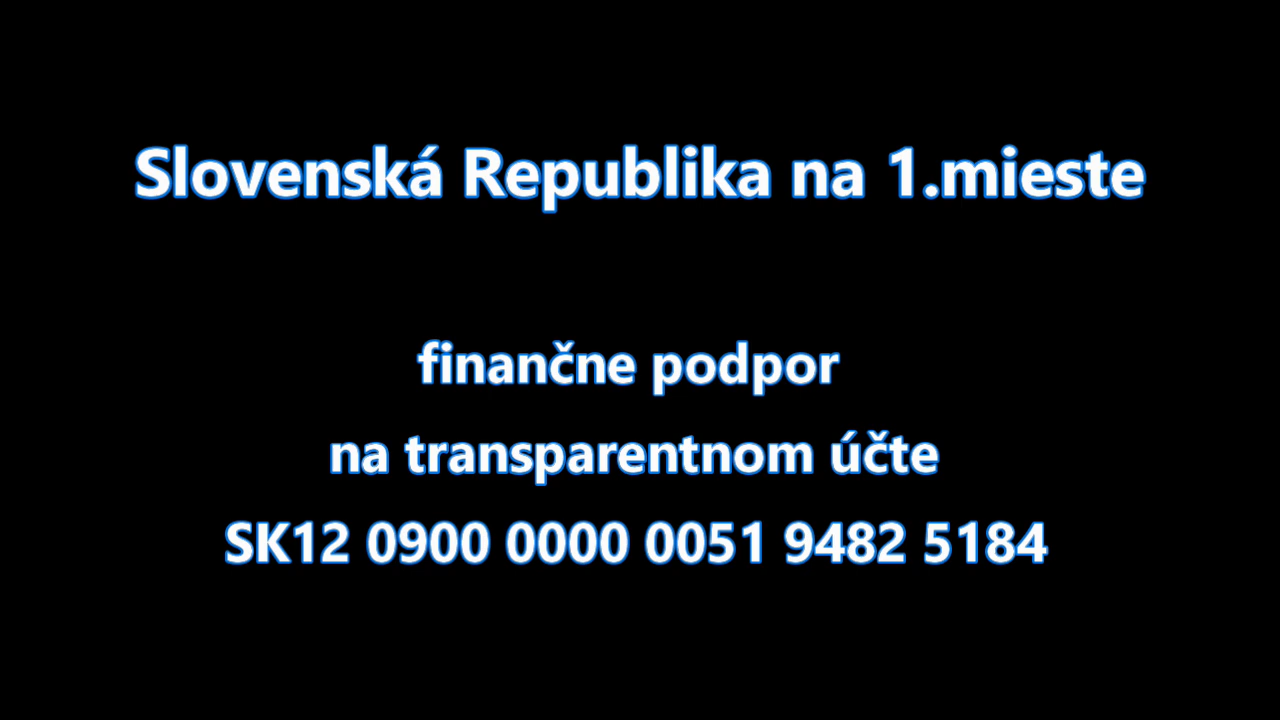 Slovenská Republika na 1.mieste
finančne podpor
na transparentnom účte
SK12 0900 0000 0051 9482 5184